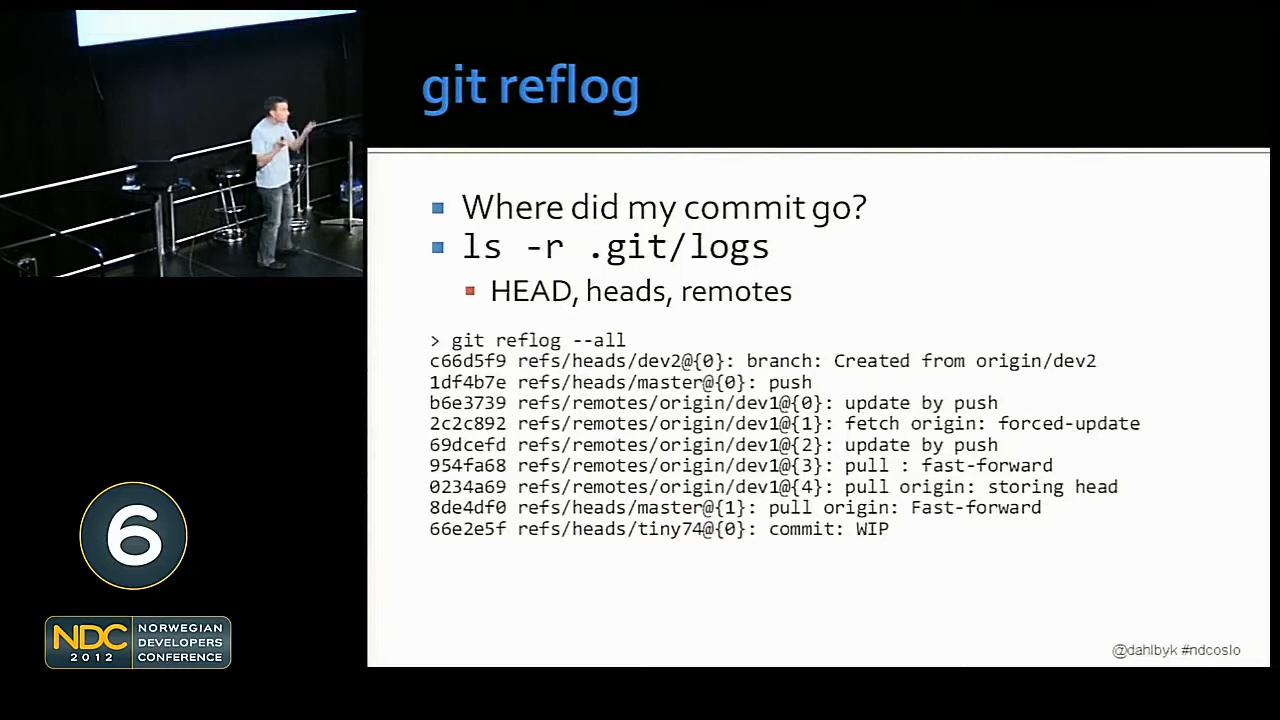 git reflog
Where did my commit go?
ls -r .git/logs
HEAD, heads, remotes
> git reflog --all
c66d5f9 refs/heads/dev2@{0}: branch: Created from origin/dev2
1df4b7e refs/heads/master@{0}: push
b6e3739 refs/remotes/origin/dev1@{0}: update by push
2c2c892 refs/remotes/origin/dev1@{1}: fetch origin: forced-update
69dcefd refs/remotes/origin/dev1@{2}: update by push
954fa68 refs/remotes/origin/dev1@{3}: pull : fast-forward
0234a69 refs/remotes/origin/dev1@{4}: pull origin: storing head
8de4df0 refs/heads/master@{1}: pull origin: Fast-forward
66e2e5f refs/heads/tiny74@{0}: commit: WIP
6
NDC
2012
NORWEGIAN
DEVELOPERS
CONFERENCE
@dahlbyk #ndcoslo